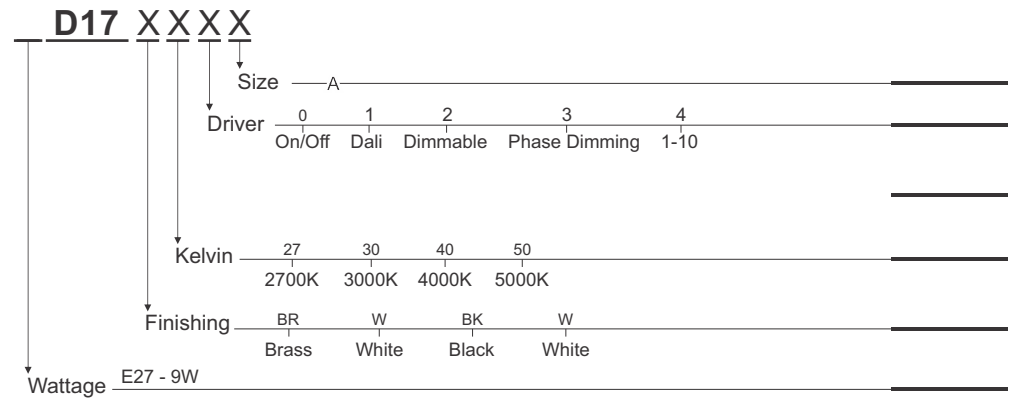 D17 X X X X
Size A
Driver 0 1 2 3 4
On/Off Dali Dimmable Phase Dimming 1-10
Kelvin 27 30 40 50
2700K 3000K 4000K 5000K
Finishing BR W BK W
Brass White Black White
Wattage E27 - 9W